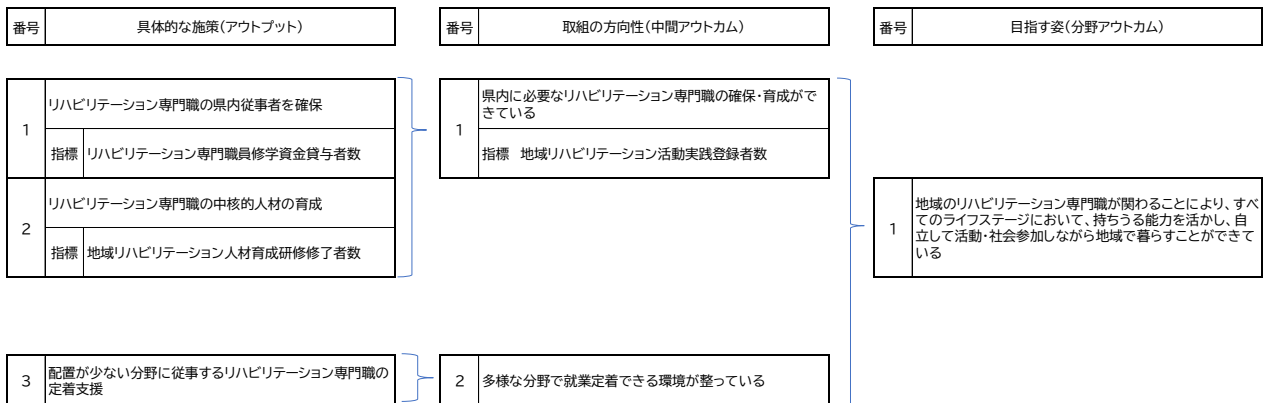 番号
具体的な施策(アウトプット)
番号
取組の方向性(中間アウトカム)
番号
目指す姿(分野アウトカム)
1
リハビリテーション専門職の県内従事者を確保
指標
リハビリテーション専門職員修学資金貸与者数
2
リハビリテーション専門職の中核的人材の育成
指標
地域リハビリテーション人材育成研修修了者数
1
県内に必要なリハビリテーション専門職の確保・育成がで
きている
指標 地域リハビリテーション活動実践登録者数
1
地域のリハビリテーション専門職が関わることにより、すべ
てのライフステージにおいて、持ちうる能力を活かし、自
立して活動・社会参加しながら地域で暮らすことができて
いる
3
配置が少ない分野に従事するリハビリテーション専門職の
定着支援
2
多様な分野で就業定着できる環境が整っている